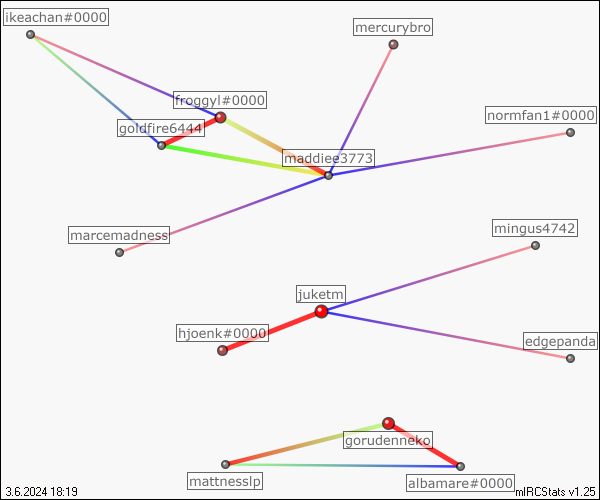 ikeachan#0000
mercurybro
froggyl#0000
normfan1#0000
goldfire6444
maddiee3773
marcemadness
mingus4742
juketm
hjoenk#0000
edgepanda
gorudenneko
mattnesslp
albamare#0000
3.6.2024 18:19
mIRCStats v1.25